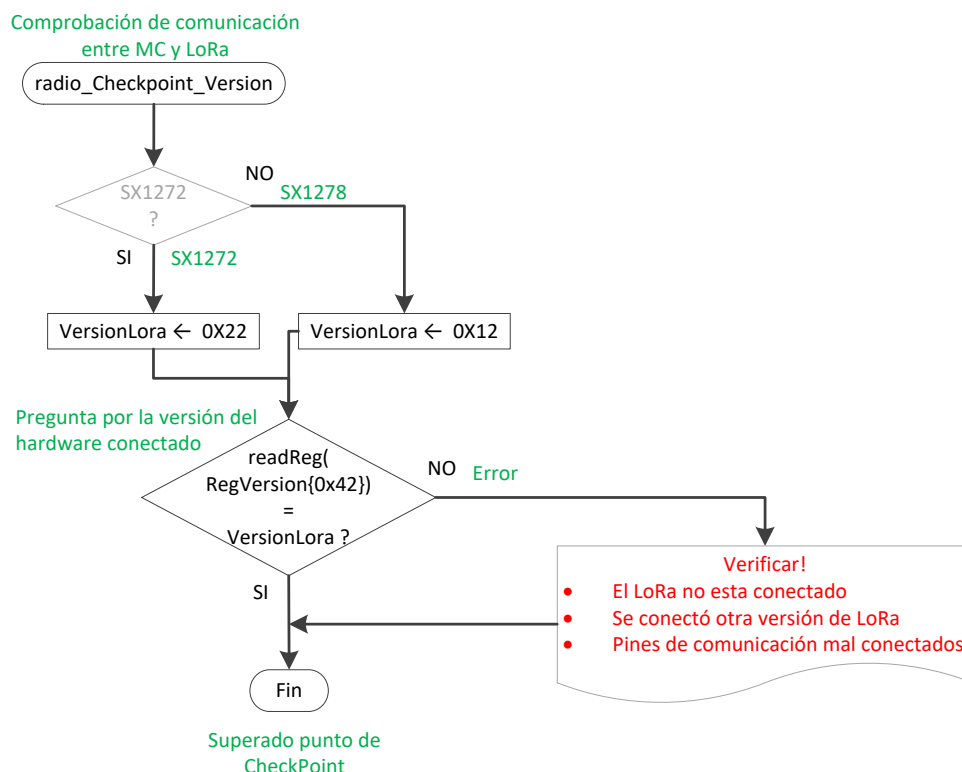 Comprobación de comunicación
entre MC y LoRa
radio_Checkpoint_Version
SX1272
?
NO
SX1278
SI
SX1272
VersionLora ← 0X22
VersionLora ← 0X12
Pregunta por la versión del
hardware conectado
readReg(
RegVersion{0x42})
=
VersionLora ?
NO
Error
SI
Verificar!
• El LoRa no esta conectado
• Se conectó otra versión de LoRa
• Pines de comunicación mal conectados
Fin
Superado punto de
CheckPoint